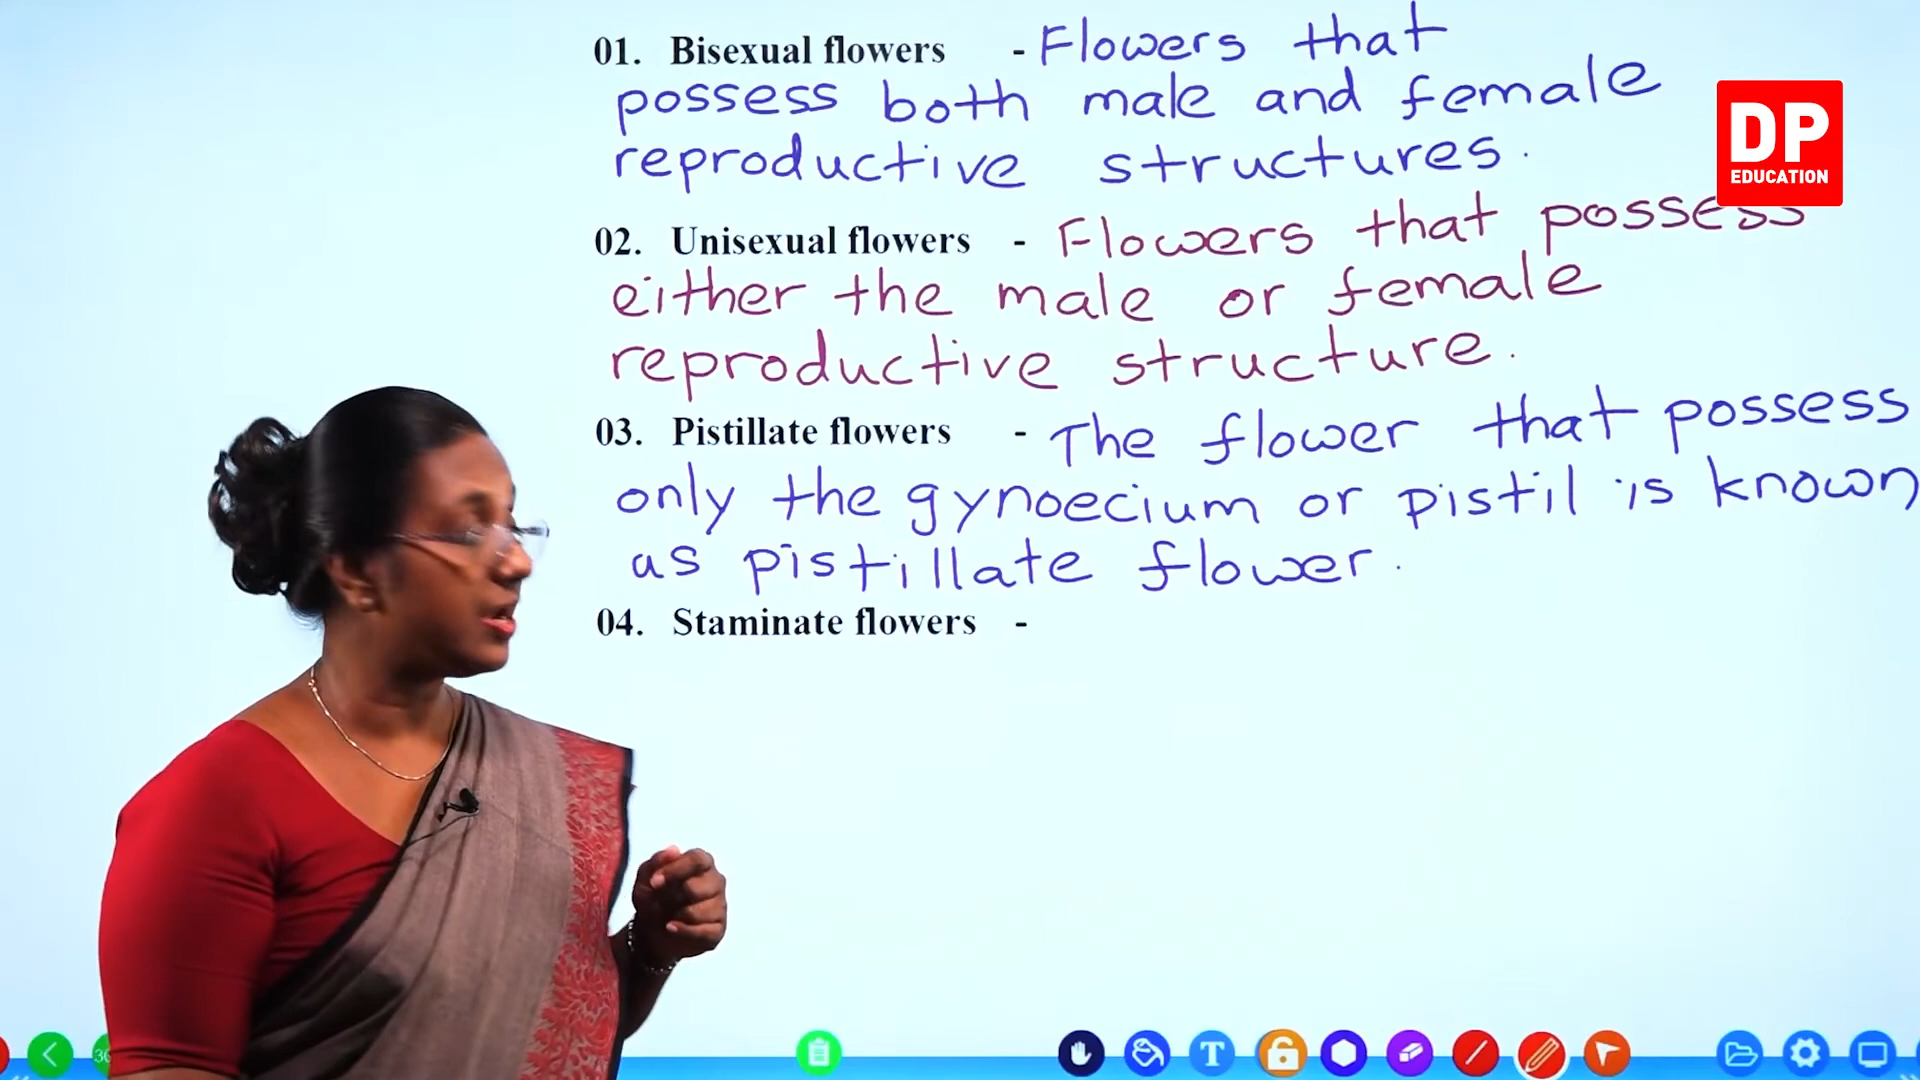 01. Bisexual flowers - Flowers that
possess both male and female
reproductive structures.
DP
EDUCATION
02. Unisexual flowers - Flowers that possess
either the male or female
reproductive structure.
03. Pistillate flowers - The flower that possess
only the gynoecium or pistil is known
as pistillate flower.
04. Staminate flowers -
36
T